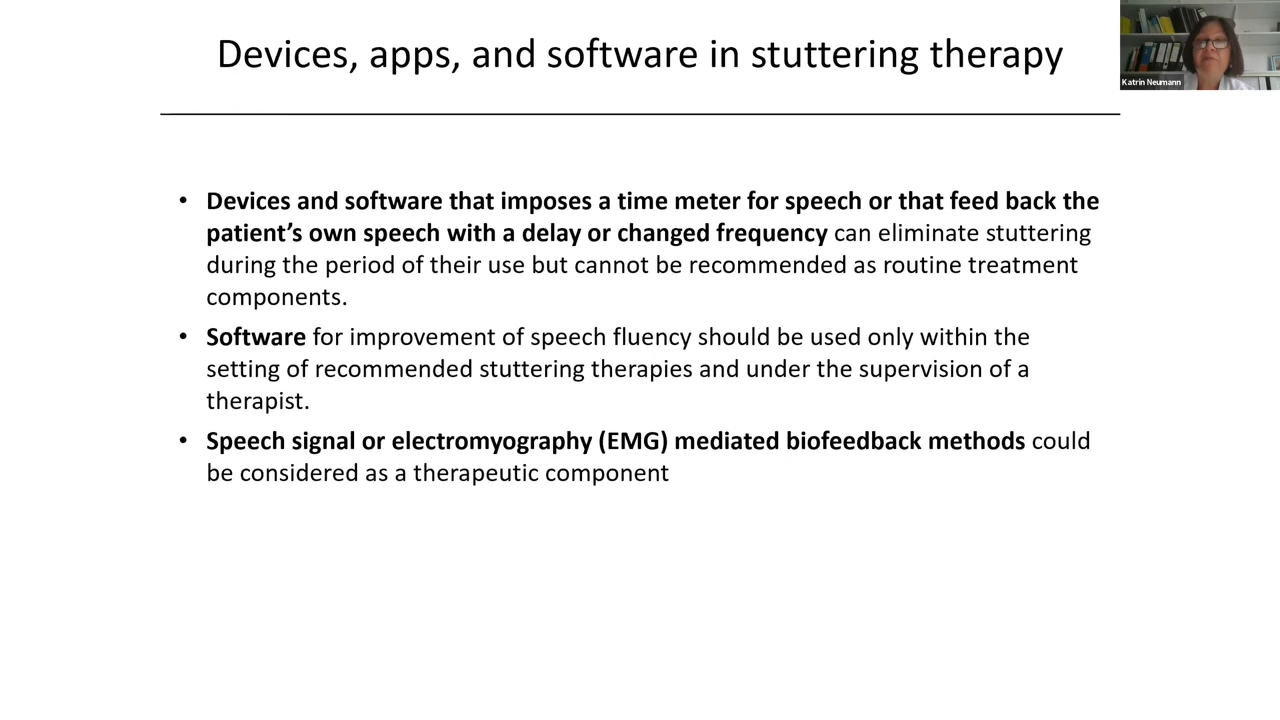 Devices, apps, and software in stuttering therapy
Katrin Neumann
• Devices and software that imposes a time meter for speech or that feed back the
patient’s own speech with a delay or changed frequency can eliminate stuttering
during the period of their use but cannot be recommended as routine treatment
components.
• Software for improvement of speech fluency should be used only within the
setting of recommended stuttering therapies and under the supervision of a
therapist.
• Speech signal or electromyography (EMG) mediated biofeedback methods could
be considered as a therapeutic component